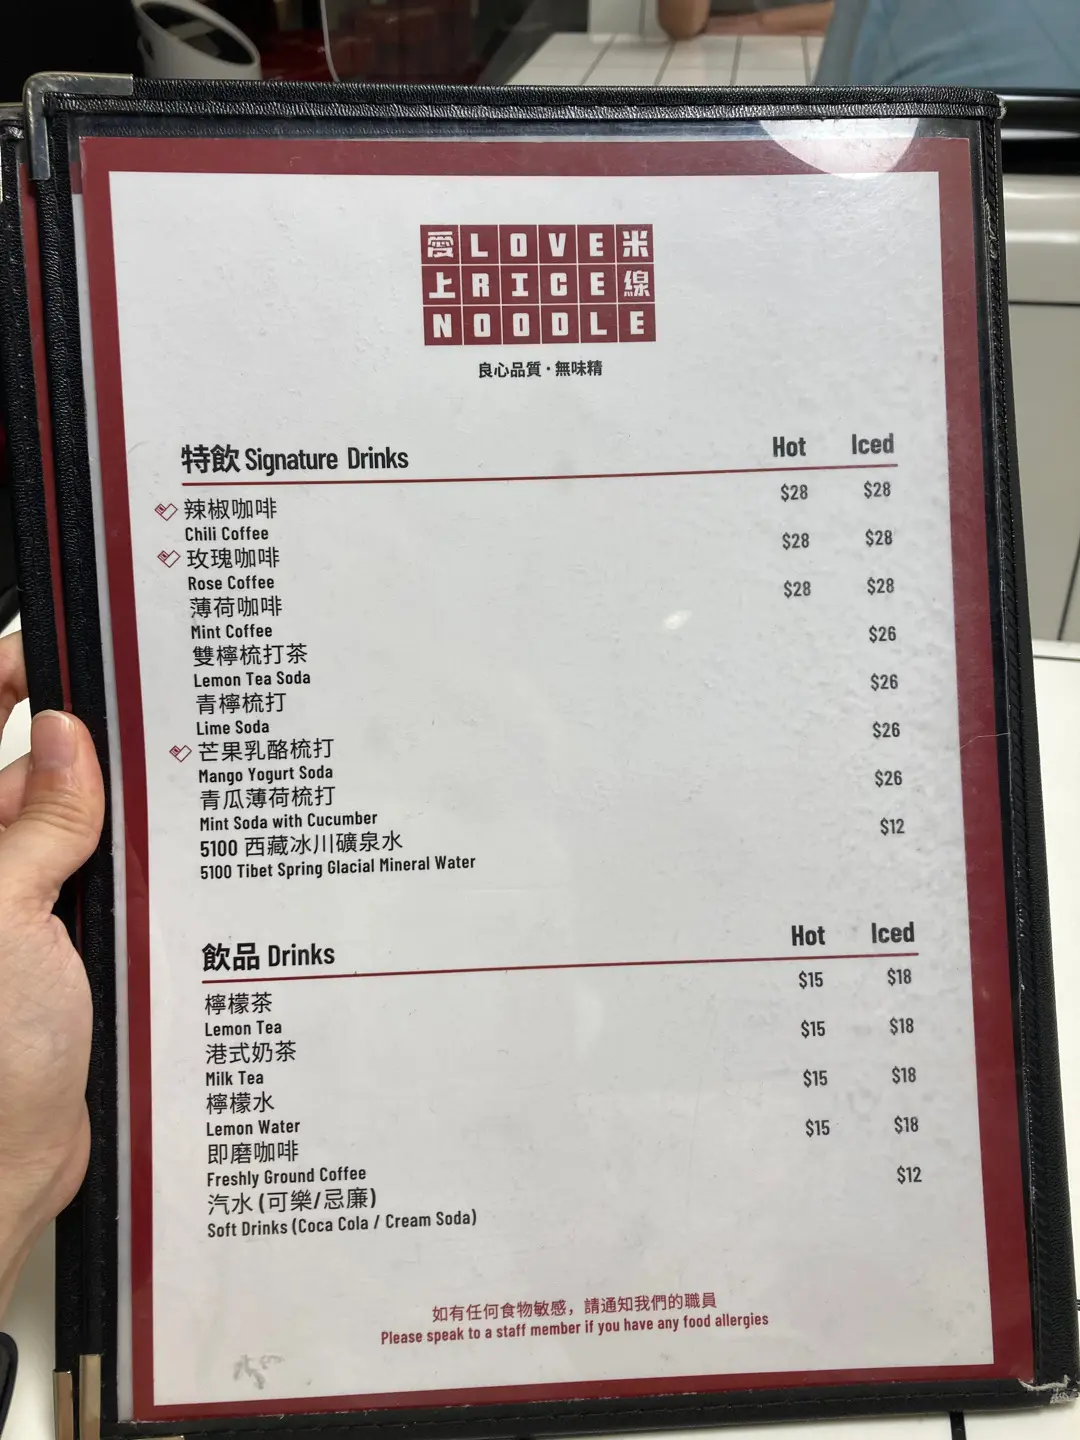 愛LOVE米
上RICE線
NOODLE
良心品質・無味精
特飲 Signature Drinks Hot Iced
辣椒咖啡 $28 $28
Chili Coffee
玫瑰咖啡 $28 $28
Rose Coffee
薄荷咖啡 $28 $28
Mint Coffee
雙檸梳打茶 $26
Lemon Tea Soda
青檸梳打 $26
Lime Soda
芒果乳酪梳打 $26
Mango Yogurt Soda
青瓜薄荷梳打 $26
Mint Soda with Cucumber
5100 西藏冰川礦泉水 $12
5100 Tibet Spring Glacial Mineral Water
飲品 Drinks Hot Iced
檸檬茶 $15 $18
Lemon Tea
港式奶茶 $15 $18
Milk Tea
檸檬水 $15 $18
Lemon Water
即磨咖啡 $15 $18
Freshly Ground Coffee
汽水 (可樂/忌廉) $12
Soft Drinks (Coca Cola / Cream Soda)
如有任何食物敏感，請通知我們的職員
Please speak to a staff member if you have any food allergies